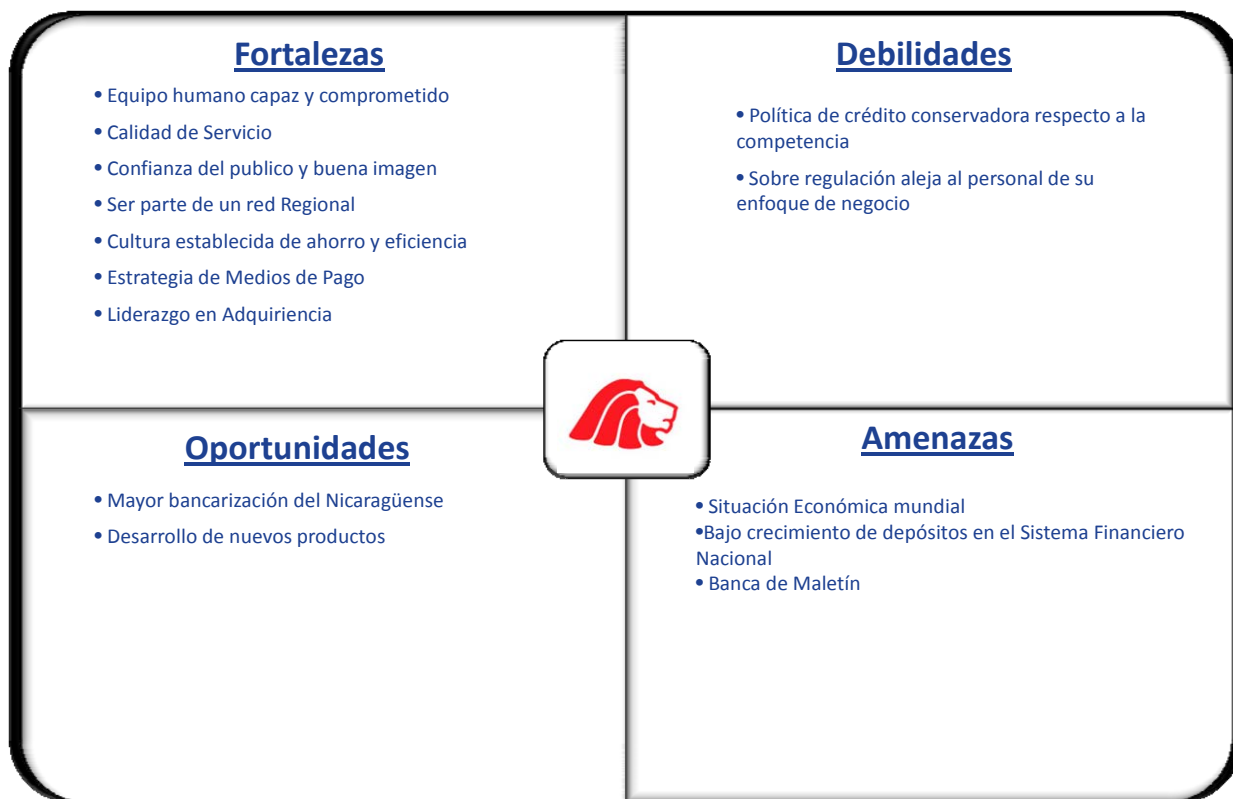 Fortalezas
• Equipo humano capaz y comprometido
• Calidad de Servicio
• Confianza del publico y buena imagen
• Ser parte de un red Regional
• Cultura establecida de ahorro y eficiencia
• Estrategia de Medios de Pago
• Liderazgo en Adquiriencia
Debilidades
• Política de crédito conservadora respecto a la
competencia
• Sobre regulación aleja al personal de su
enfoque de negocio
Oportunidades
• Mayor bancarización del Nicaragüense
• Desarrollo de nuevos productos
Amenazas
• Situación Económica mundial
•Bajo crecimiento de depósitos en el Sistema Financiero
Nacional
• Banca de Maletín